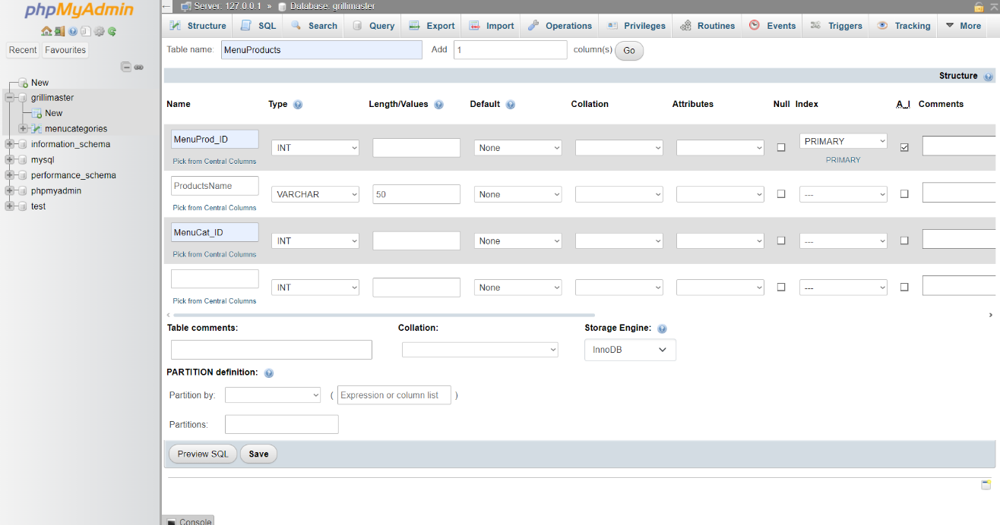 phpMyAdmin
Recent Favourites
New
grillimaster
New
menucategories
information_schema
mysql
performance_schema
phpmyadmin
test
Server: 127.0.0.1 » Database: grillimaster
Structure SQL Search Query Export Import Operations Privileges Routines Events Triggers Tracking More
Table name: MenuProducts Add 1 column(s) Go
Structure
Name Type Length/Values Default Collation Attributes Null Index A_I Comments
MenuProd_ID INT None PRIMARY
Pick from Central Columns PRIMARY
ProductsName VARCHAR 50 None ---
Pick from Central Columns
MenuCat_ID INT None ---
Pick from Central Columns
INT None ---
Pick from Central Columns
Table comments: Collation: Storage Engine:
InnoDB
PARTITION definition:
Partition by: ( Expression or column list )
Partitions:
Preview SQL Save
Console